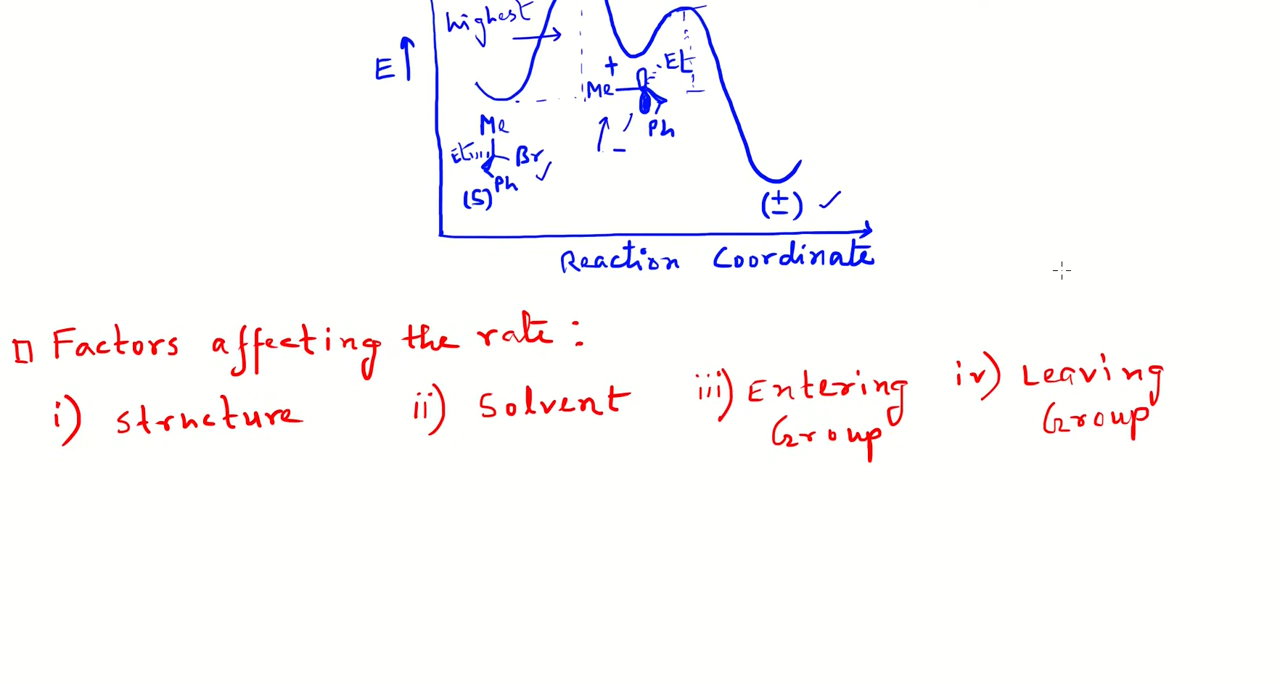 highest
E↑
+
Et
Me
Ph
-
Me
Et
Br ✓
Ph
(S)
(±) ✓
Reaction Coordinate
Factors affecting the rate :
i) structure
ii) Solvent
iii) Entering
Group
iv) Leaving
Group